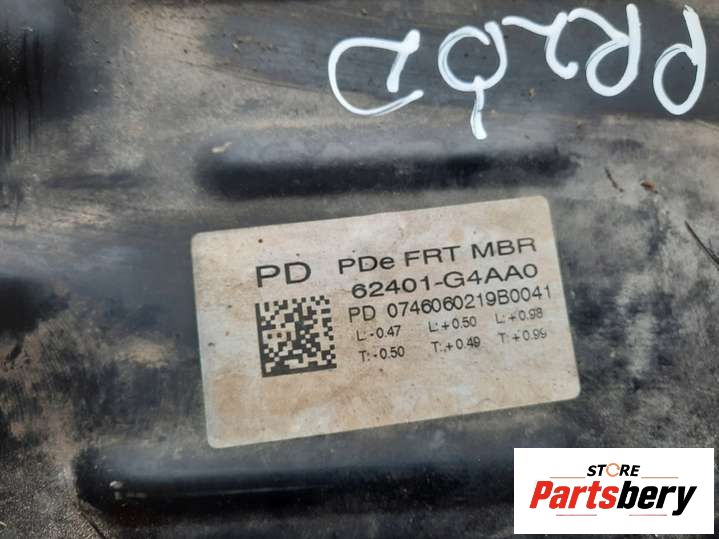 PD
PDe FRT MBR
62401-G4AA0
PD 0746060219B0041
L:-0.47 L:+0.50 L:+0.98
T:-0.50 T:+0.49 T:+0.99
STORE
Partsbery